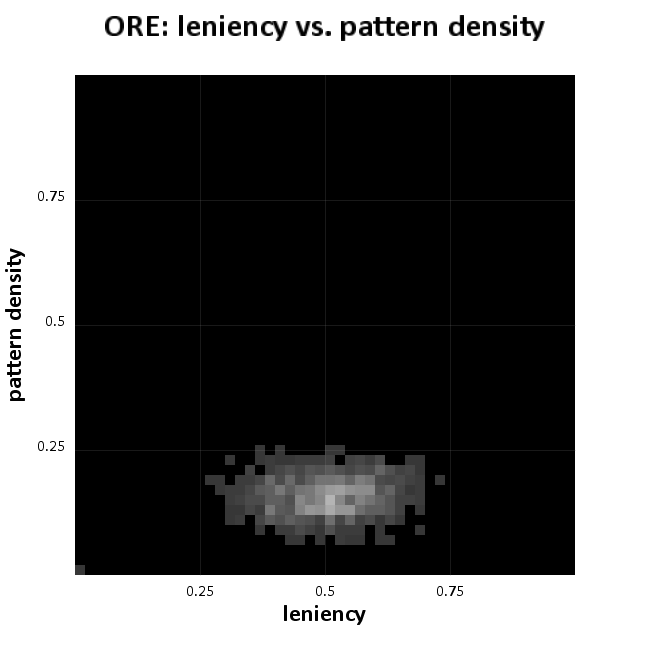 ORE: leniency vs. pattern density
0.75
0.5
0.25
pattern density
0.25 0.5 0.75
leniency